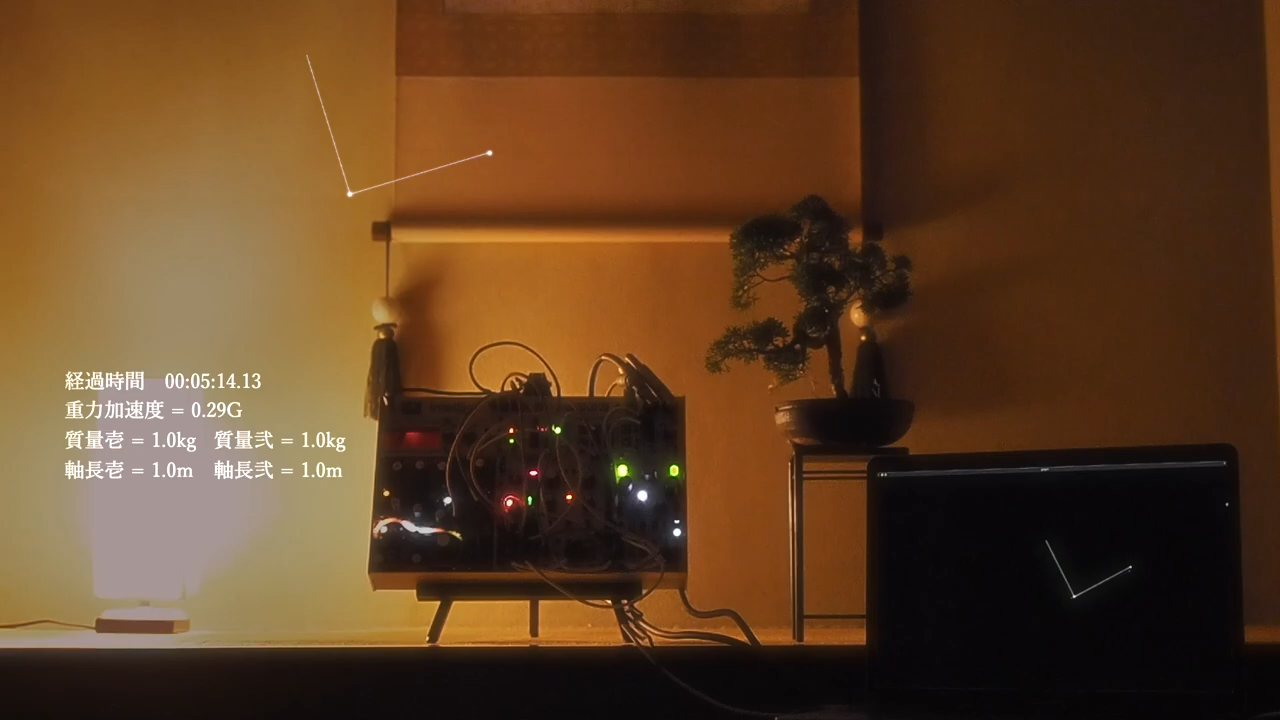 経過時間　00:05:14.13
重力加速度 = 0.29G
質量壱 = 1.0kg　質量弐 = 1.0kg
軸長壱 = 1.0m　軸長弐 = 1.0m